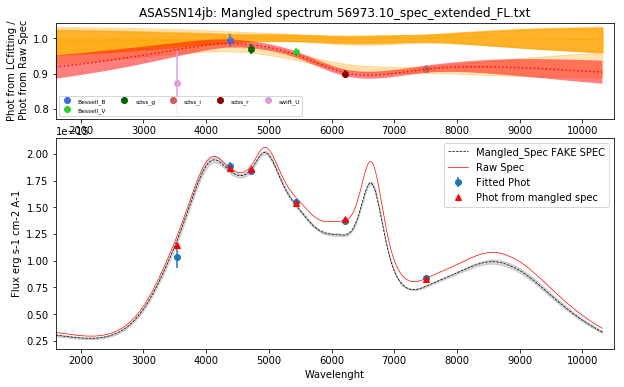 ASASSN14jb: Mangled spectrum 56973.10_spec_extended_FL.txt
Phot from LCfitting /
Phot from Raw Spec
1.0
0.9
0.8
Bessell_B
Bessell_V
sdss_g
sdss_i
sdss_r
swift_U
2000 3000 4000 5000 6000 7000 8000 9000 10000
Flux erg s-1 cm-2 A-1
2.00
1.75
1.50
1.25
1.00
0.75
0.50
0.25
Mangled_Spec FAKE SPEC
Raw Spec
Fitted Phot
Phot from mangled spec
2000 3000 4000 5000 6000 7000 8000 9000 10000
Wavelenght